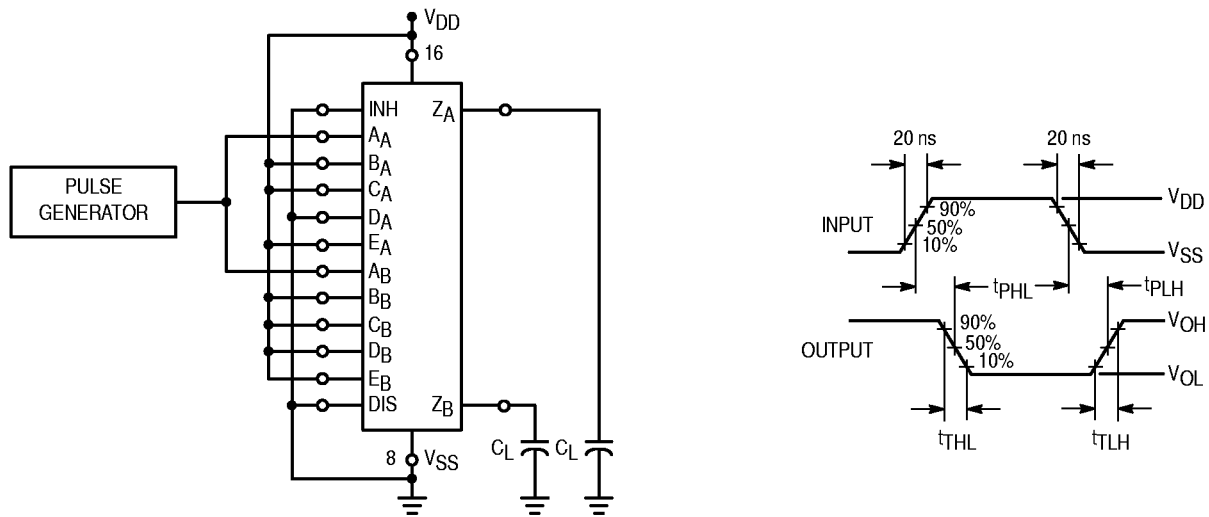 VDD
16
INH ZA
AA
BA
CA
DA
EA
AB
BB
CB
DB
EB
DIS ZB
PULSE
GENERATOR
8 VSS
CL CL
20 ns 20 ns
INPUT
90%
50%
10%
VDD
VSS
tPHL tPLH
OUTPUT
90%
50%
10%
VOH
VOL
tTHL tTLH